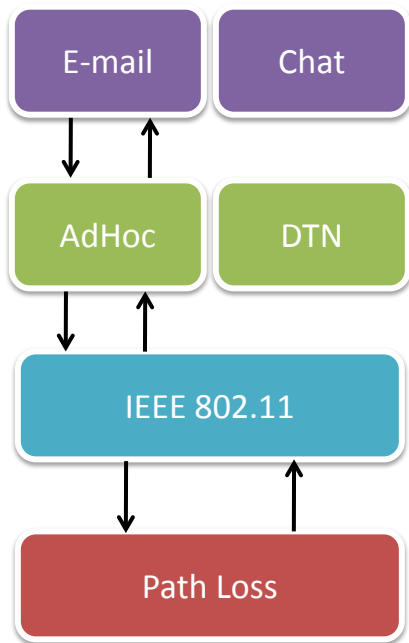 E-mail
Chat
AdHoc
DTN
IEEE 802.11
Path Loss